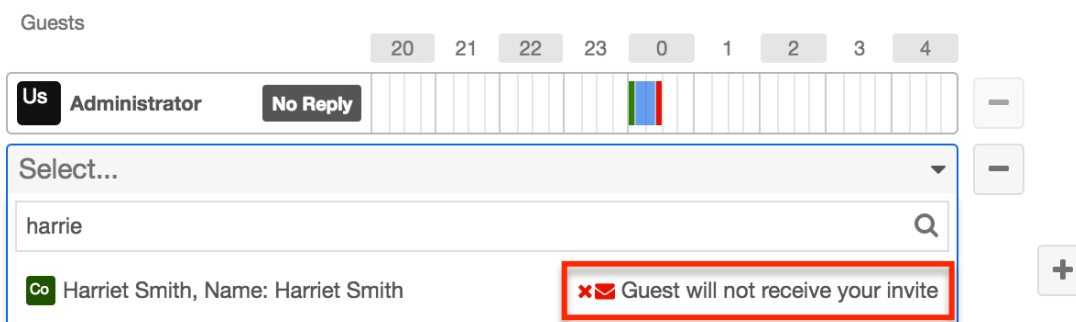 Guests
20 21 22 23 0 1 2 3 4
Us Administrator No Reply
Select...
harrie
Co Harriet Smith, Name: Harriet Smith Guest will not receive your invite